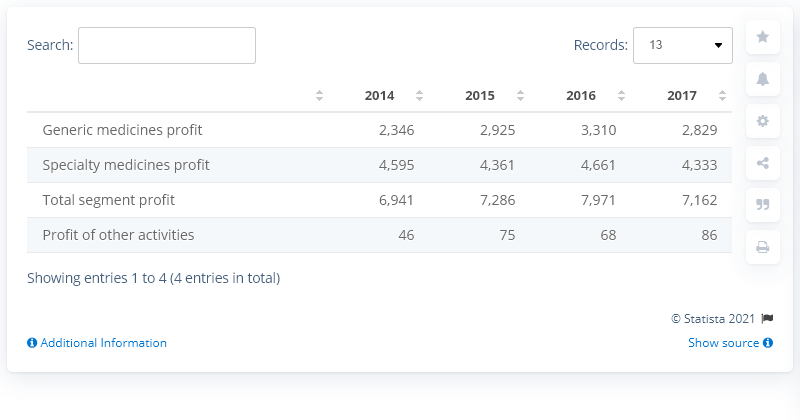 Search:
Records: 13
2014 2015 2016 2017
Generic medicines profit 2,346 2,925 3,310 2,829
Specialty medicines profit 4,595 4,361 4,661 4,333
Total segment profit 6,941 7,286 7,971 7,162
Profit of other activities 46 75 68 86
Showing entries 1 to 4 (4 entries in total)
© Statista 2021
Additional Information Show source